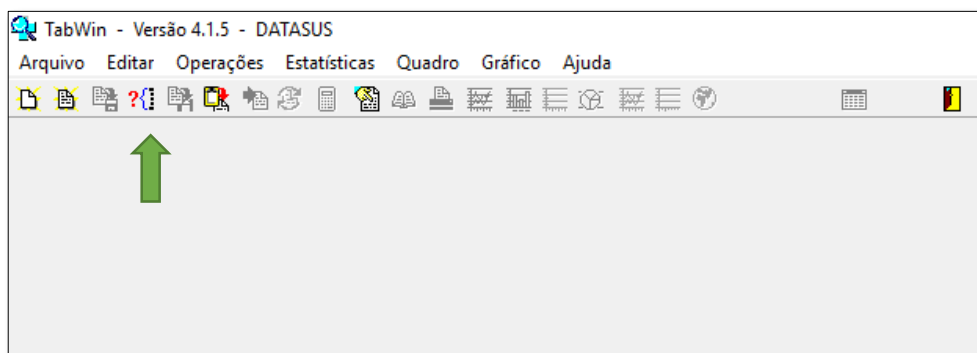 TabWin - Versão 4.1.5 - DATASUS
Arquivo Editar Operações Estatísticas Quadro Gráfico Ajuda
?{